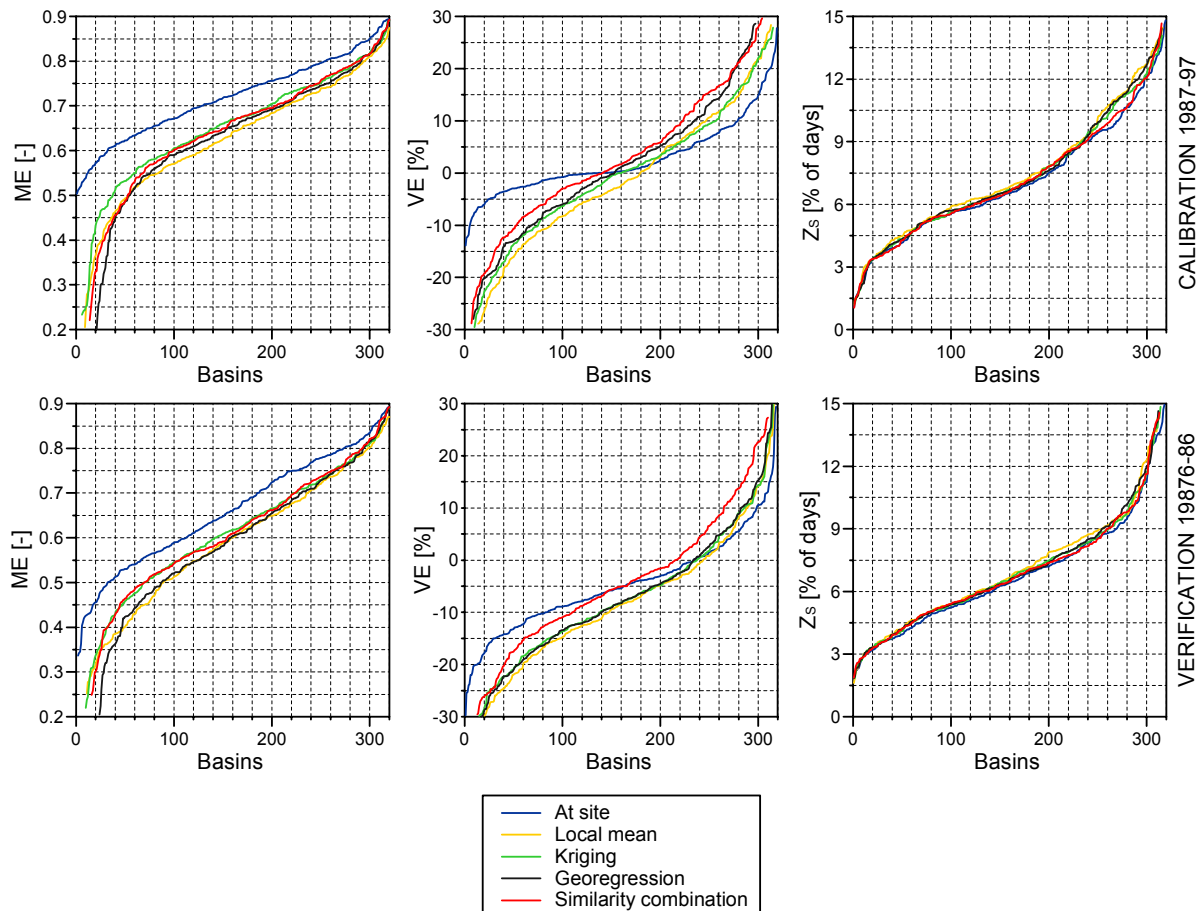 0.9
0.8
0.7
0.6
0.5
0.4
0.3
0.2
ME [-]
0 100 200 300
Basins
30
20
10
0
-10
-20
-30
VE [%]
0 100 200 300
Basins
15
12
9
6
3
0
Zs [% of days]
0 100 200 300
Basins
CALIBRATION 1987-97
0.9
0.8
0.7
0.6
0.5
0.4
0.3
0.2
ME [-]
0 100 200 300
Basins
30
20
10
0
-10
-20
-30
VE [%]
0 100 200 300
Basins
15
12
9
6
3
0
Zs [% of days]
0 100 200 300
Basins
VERIFICATION 19876-86
At site
Local mean
Kriging
Georegression
Similarity combination